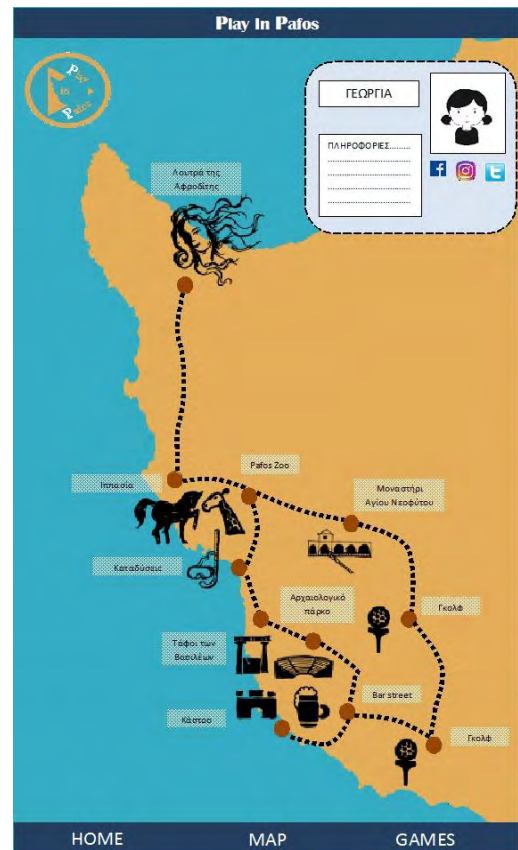 Play In Pafos
Play
in
Pafos
ΓΕΩΡΓΙΑ
ΠΛΗΡΟΦΟΡΙΕΣ.........
Λουτρά της
Αφροδίτης
Ιππασία
Pafos Zoo
Μοναστήρι
Αγίου Νεοφύτου
Καταδύσεις
Αρχαιολογικό
πάρκο
Γκολφ
Τάφοι των
Βασιλέων
Bar street
Κάστρο
Γκολφ
HOME MAP GAMES